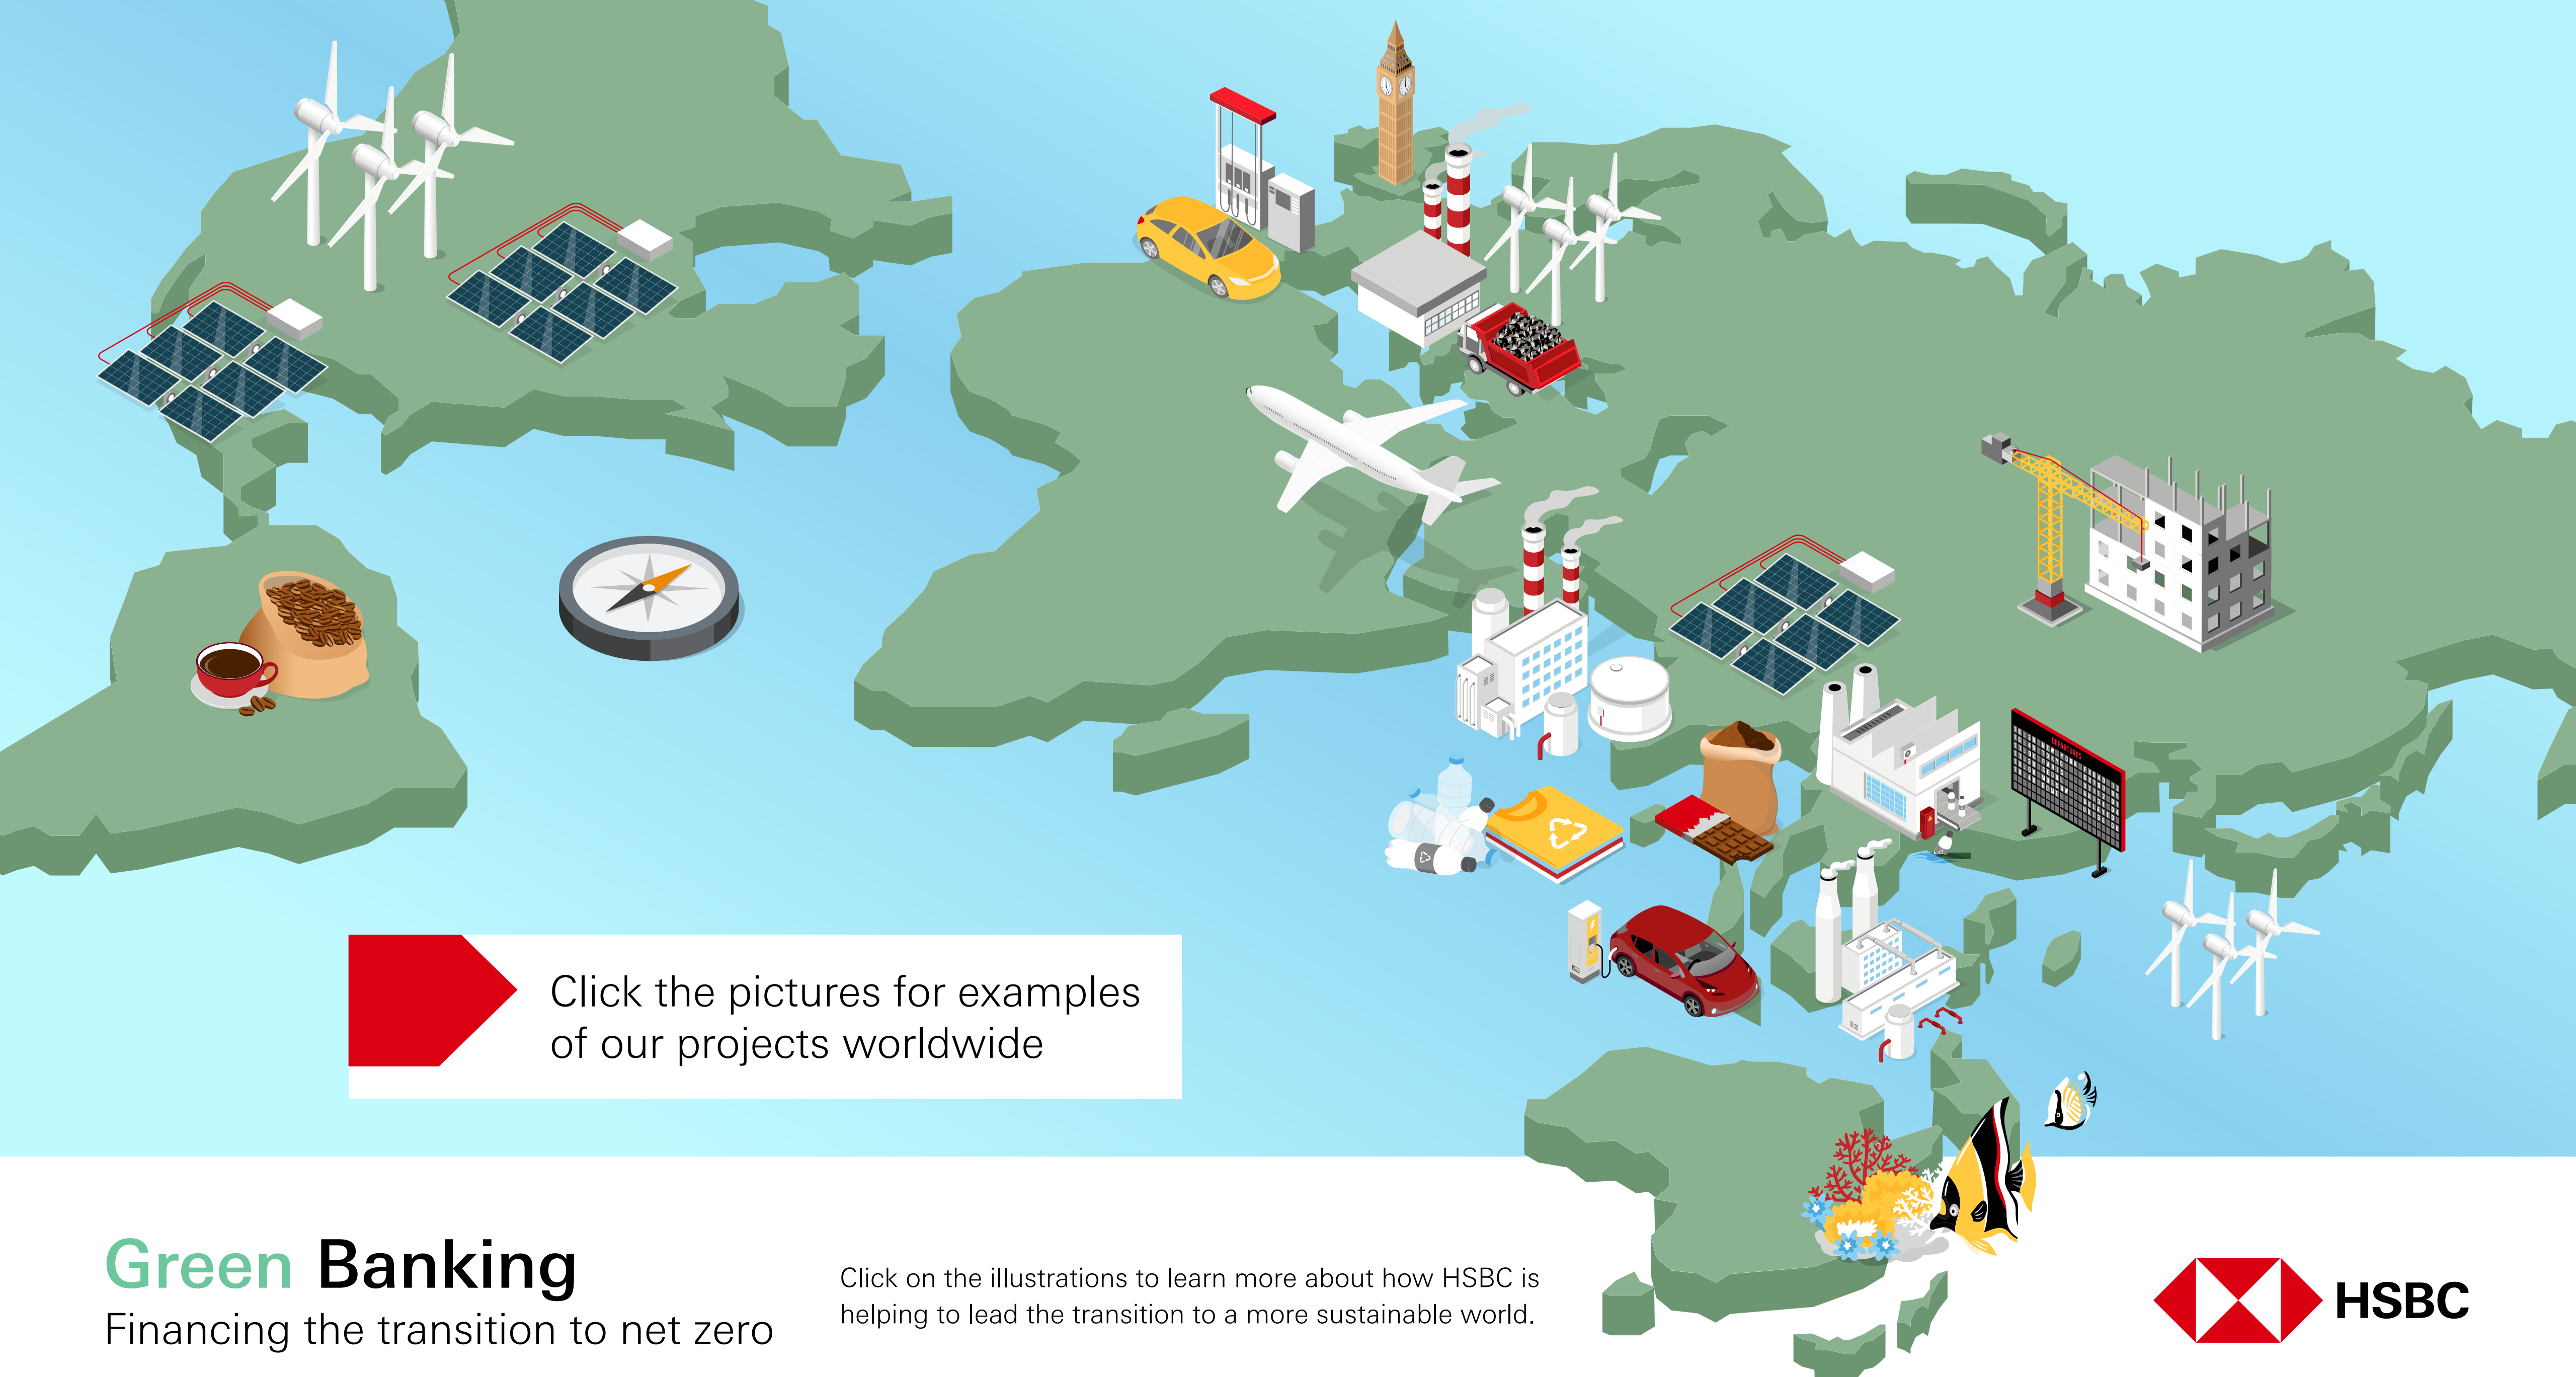 DEPARTURES
Click the pictures for examples
of our projects worldwide
Green Banking
Financing the transition to net zero
Click on the illustrations to learn more about how HSBC is
helping to lead the transition to a more sustainable world.
HSBC